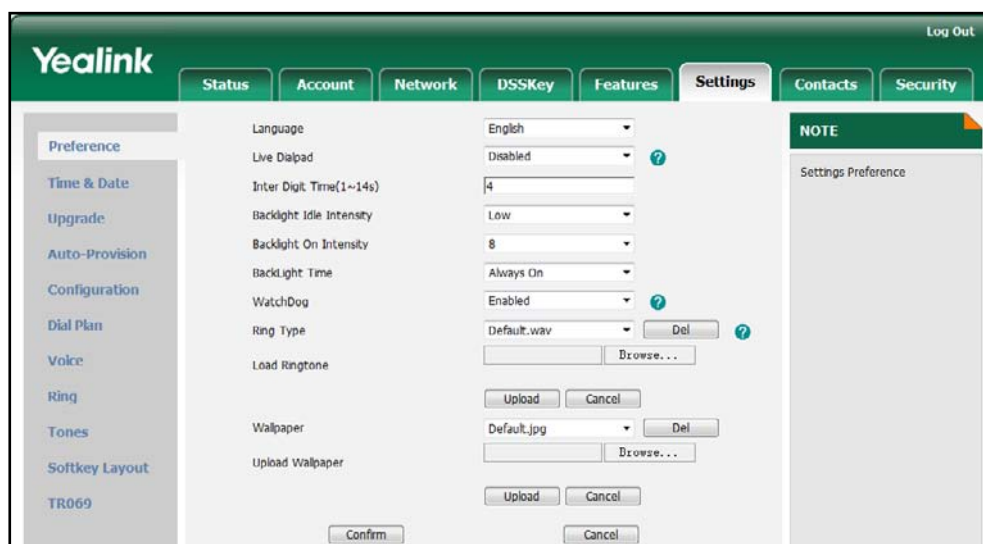 Log Out
Yealink
Status Account Network DSSKey Features Settings Contacts Security
Preference
Time & Date
Upgrade
Auto-Provision
Configuration
Dial Plan
Voice
Ring
Tones
Softkey Layout
TR069
Language English
Live Dialpad Disabled ?
Inter Digit Time(1~14s) 4
Backlight Idle Intensity Low
Backlight On Intensity 8
BackLight Time Always On
WatchDog Enabled ?
Ring Type Default.wav Del ?
Load Ringtone Browse...
Upload Cancel
Wallpaper Default.jpg Del
Upload Wallpaper Browse...
Upload Cancel
Confirm Cancel
NOTE
Settings Preference